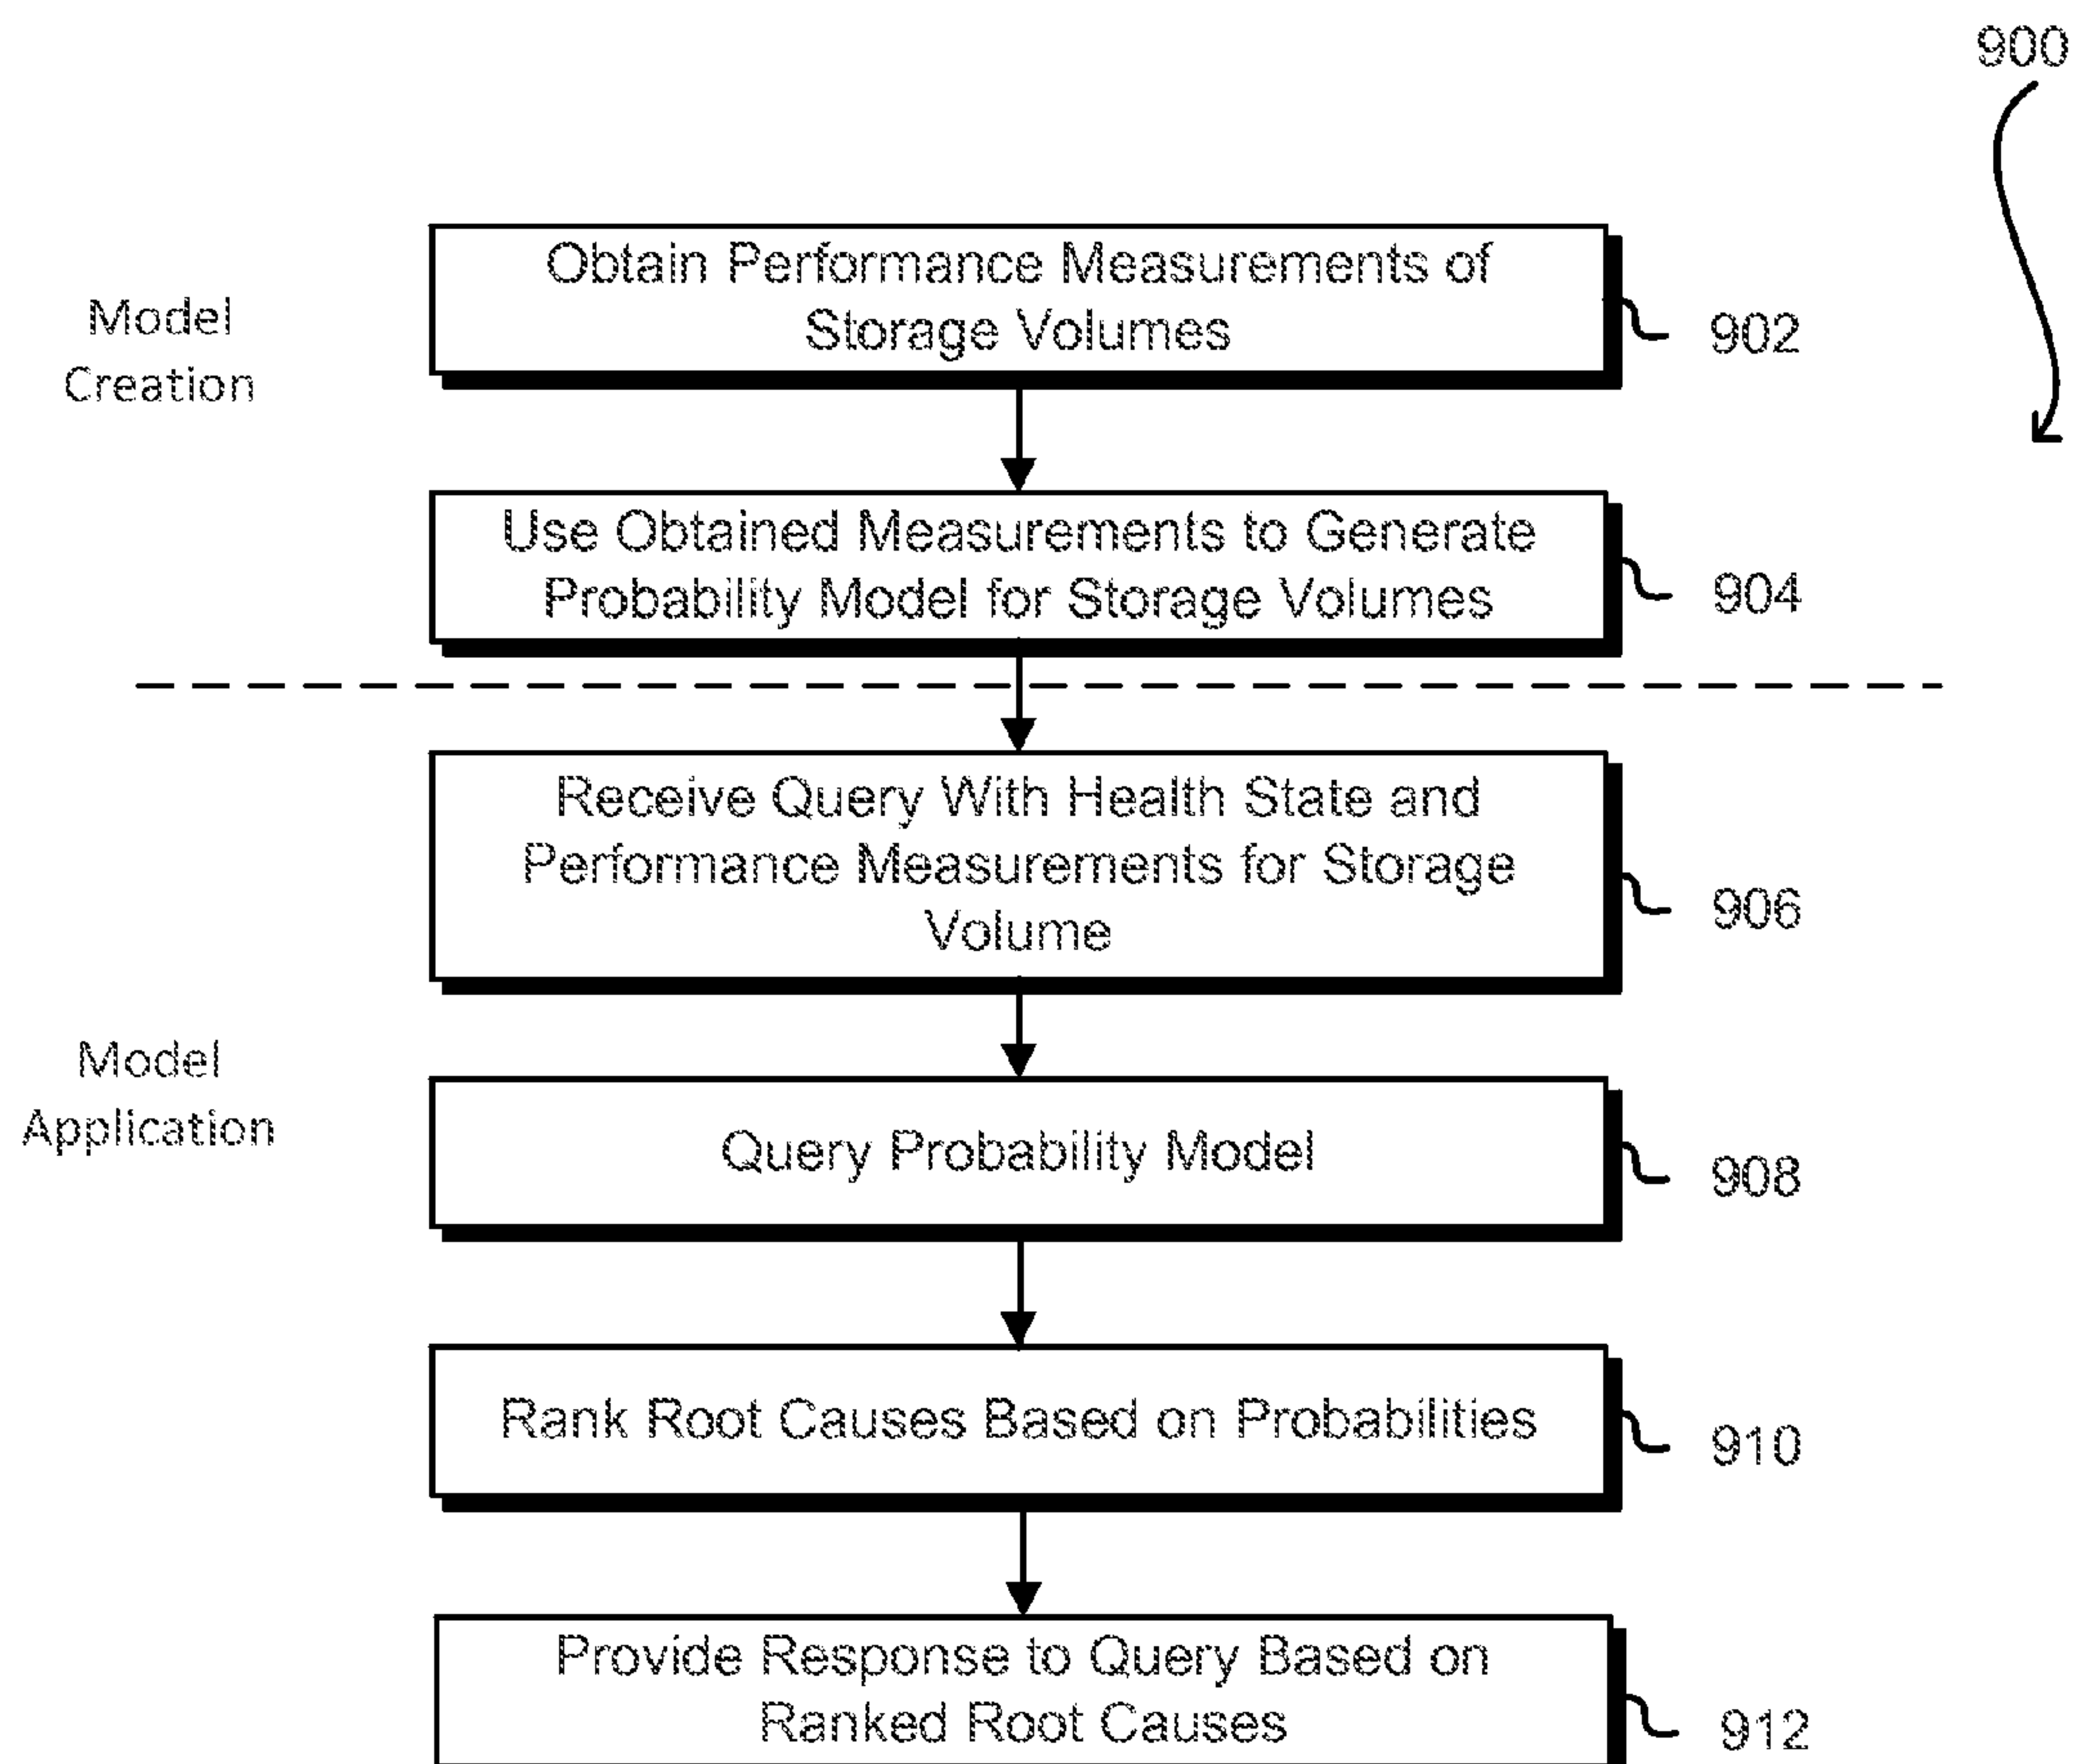 900
Obtain Performance Measurements of
Storage Volumes
902
Model
Creation
Use Obtained Measurements to Generate
Probability Model for Storage Volumes
904
Receive Query With Health State and
Performance Measurements for Storage
Volume
906
Model
Application
Query Probability Model
908
Rank Root Causes Based on Probabilities
910
Provide Response to Query Based on
Ranked Root Causes
912